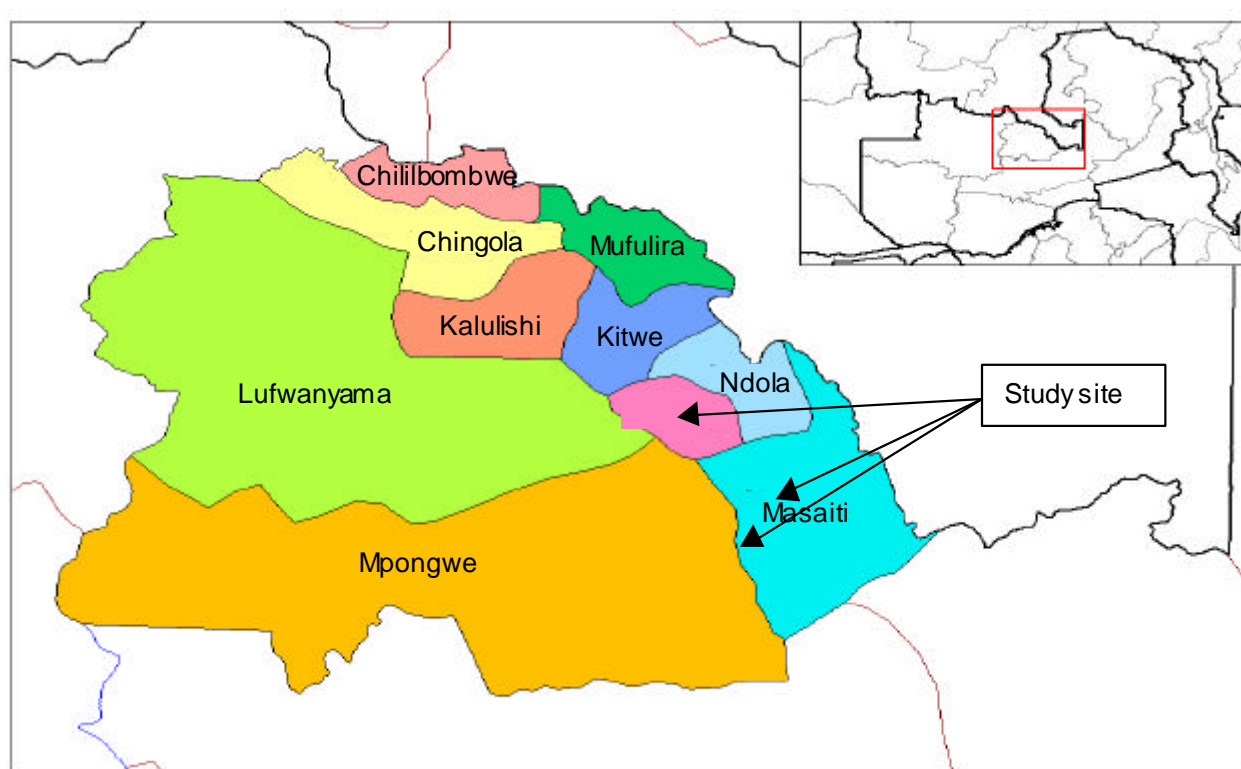 Chililbombwe
Chingola
Mufulira
Kalulishi
Kitwe
Ndola
Lufwanyama
Study site
Masaiti
Mpongwe